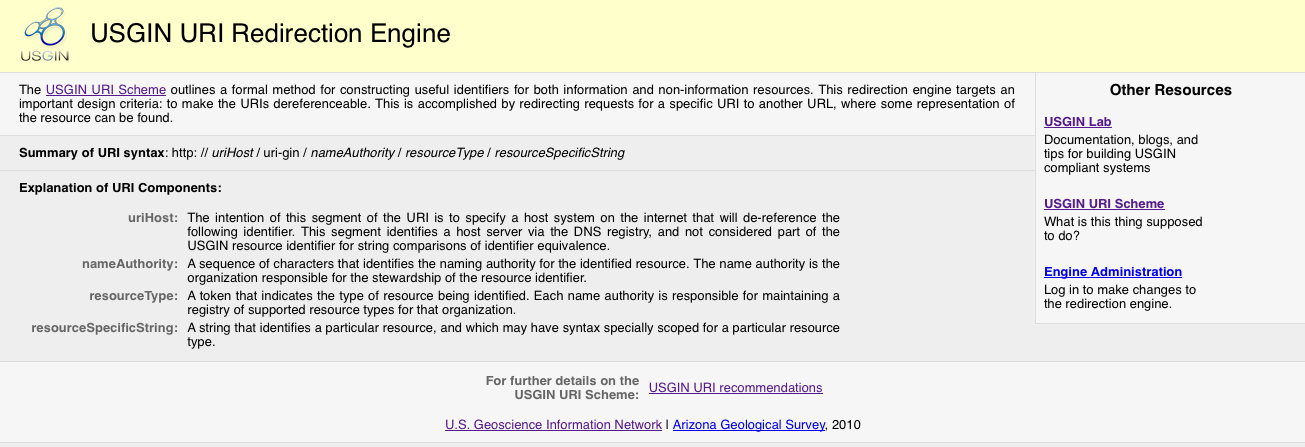 USGIN
USGIN URI Redirection Engine
The USGIN URI Scheme outlines a formal method for constructing useful identifiers for both information and non-information resources. This redirection engine targets an
important design criteria: to make the URIs dereferenceable. This is accomplished by redirecting requests for a specific URI to another URL, where some representation of
the resource can be found.
Summary of URI syntax: http: // uriHost / uri-gin / nameAuthority / resourceType / resourceSpecificString
Explanation of URI Components:
uriHost: The intention of this segment of the URI is to specify a host system on the internet that will de-reference the
following identifier. This segment identifies a host server via the DNS registry, and not considered part of the
USGIN resource identifier for string comparisons of identifier equivalence.
nameAuthority: A sequence of characters that identifies the naming authority for the identified resource. The name authority is the
organization responsible for the stewardship of the resource identifier.
resourceType: A token that indicates the type of resource being identified. Each name authority is responsible for maintaining a
registry of supported resource types for that organization.
resourceSpecificString: A string that identifies a particular resource, and which may have syntax specially scoped for a particular resource
type.
Other Resources
USGIN Lab
Documentation, blogs, and
tips for building USGIN
compliant systems
USGIN URI Scheme
What is this thing supposed
to do?
Engine Administration
Log in to make changes to
the redirection engine.
For further details on the
USGIN URI Scheme:
USGIN URI recommendations
U.S. Geoscience Information Network | Arizona Geological Survey, 2010